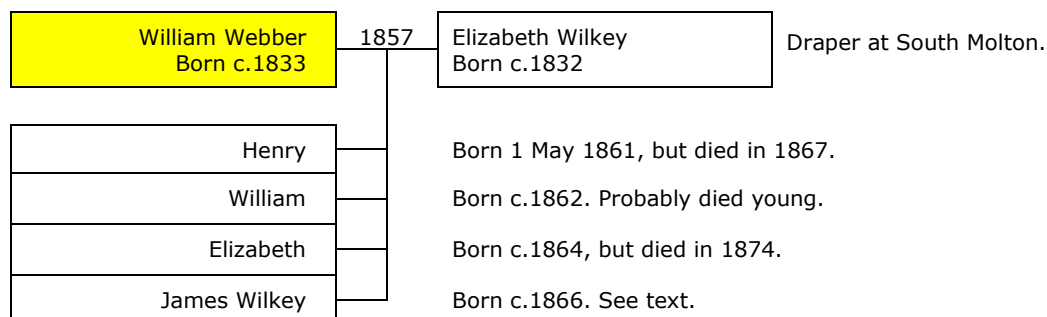 William Webber 1857 Elizabeth Wilkey Draper at South Molton.
Born c.1833 Born c.1832
Henry Born 1 May 1861, but died in 1867.
William Born c.1862. Probably died young.
Elizabeth Born c.1864, but died in 1874.
James Wilkey Born c.1866. See text.